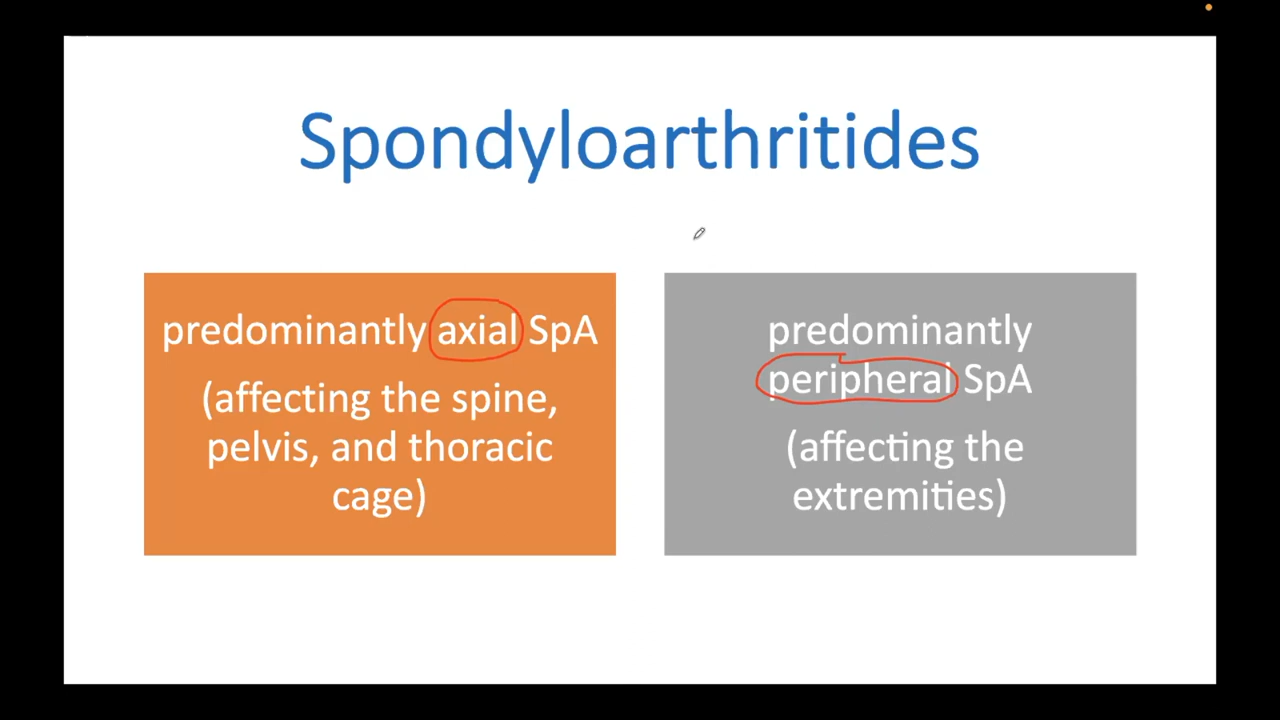 Spondyloarthritides
predominantly axial SpA
(affecting the spine,
pelvis, and thoracic
cage)
predominantly
peripheral SpA
(affecting the
extremities)